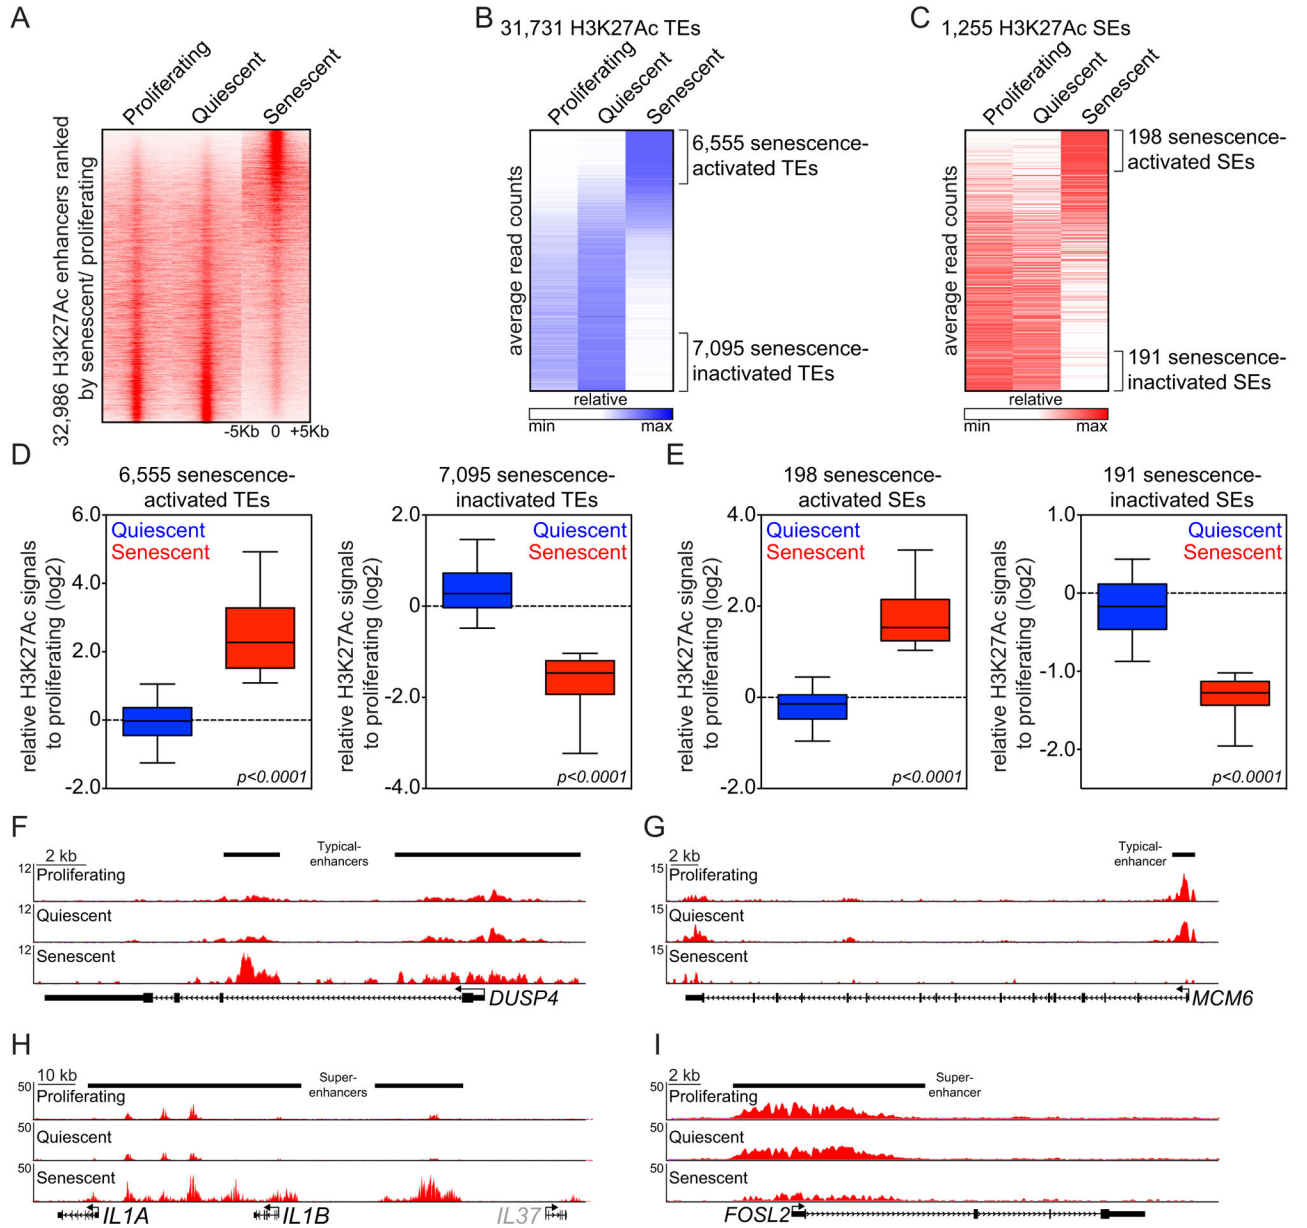 A
Proliferating
Quiescent
Senescent
32,986 H3K27Ac enhancers ranked
by senescent/ proliferating
-5Kb 0 +5Kb
B
31,731 H3K27Ac TEs
Proliferating
Quiescent
Senescent
average read counts
6,555 senescence-
activated TEs
7,095 senescence-
inactivated TEs
relative
min max
C
1,255 H3K27Ac SEs
Proliferating
Quiescent
Senescent
average read counts
198 senescence-
activated SEs
191 senescence-
inactivated SEs
relative
min max
D
6,555 senescence-
activated TEs
relative H3K27Ac signals
to proliferating (log2)
6.0
4.0
2.0
0
-2.0
Quiescent
Senescent
p<0.0001
7,095 senescence-
inactivated TEs
relative H3K27Ac signals
to proliferating (log2)
2.0
0
-2.0
-4.0
Quiescent
Senescent
p<0.0001
E
198 senescence-
activated SEs
relative H3K27Ac signals
to proliferating (log2)
4.0
2.0
0
-2.0
Quiescent
Senescent
p<0.0001
191 senescence-
inactivated SEs
relative H3K27Ac signals
to proliferating (log2)
1.0
0
-1.0
-2.0
Quiescent
Senescent
p<0.0001
F
2 kb
Typical-
enhancers
12
Proliferating
12
Quiescent
12
Senescent
DUSP4
G
2 kb
Typical-
enhancer
15
Proliferating
15
Quiescent
15
Senescent
MCM6
H
10 kb
Super-
enhancers
50
Proliferating
50
Quiescent
50
Senescent
IL1A
IL1B
IL37
I
2 kb
Super-
enhancer
50
Proliferating
50
Quiescent
50
Senescent
FOSL2